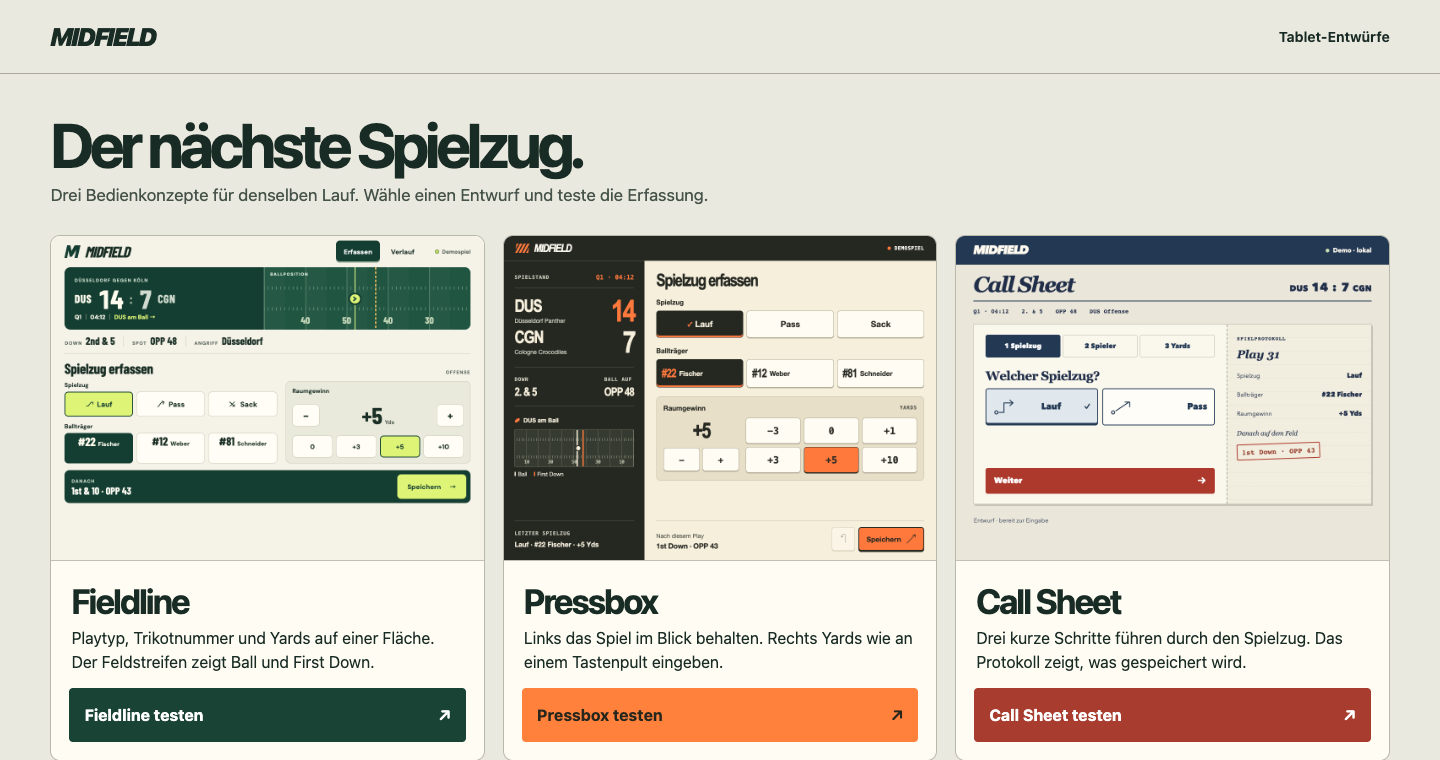 MIDFIELD
Tablet-Entwürfe
Der nächste Spielzug.
Drei Bedienkonzepte für denselben Lauf. Wähle einen Entwurf und teste die Erfassung.
M MIDFIELD
Erfassen
Verlauf
Demospiel
DÜSSELDORF GEGEN KÖLN
DUS 14 : 7 CGN
Q1 04:12 DUS am Ball →
BALLPOSITION
40 50 40 30
DOWN 2nd & 5 SPOT OPP 48 ANGRIFF Düsseldorf
Spielzug erfassen
OFFENSE
Spielzug
Lauf
Pass
Sack
Ballträger
#22 Fischer
#12 Weber
#81 Schneider
Raumgewinn
− +5 Yds +
0 +3 +5 +10
DANACH
1st & 10 · OPP 43
Speichern →
MIDFIELD
DEMOSPIEL
SPIELSTAND
Q1 · 04:12
DUS 14
Düsseldorf Panther
CGN 7
Cologne Crocodiles
DOWN
BALL AUF
2. & 5
OPP 48
DUS am Ball
10 30 50 30 10
Ball First Down
LETZTER SPIELZUG
Lauf · #22 Fischer · +5 Yds
Spielzug erfassen
Spielzug
✓ Lauf
Pass
Sack
Ballträger
#22 Fischer
#12 Weber
#81 Schneider
Raumgewinn
YARDS
+5
−3 0 +1
− +
+3 +5 +10
Nach diesem Play
1st Down · OPP 43
Speichern
MIDFIELD
Demo · lokal
Call Sheet
DUS 14 : 7 CGN
Q1 · 04:12 2. & 5 OPP 48 DUS Offense
1 Spielzug
2 Spieler
3 Yards
Welcher Spielzug?
Lauf ✓
Pass
Weiter →
SPIELPROTOKOLL
Play 31
Spielzug Lauf
Ballträger #22 Fischer
Raumgewinn +5 Yds
Danach auf dem Feld
1st Down · OPP 43
Entwurf · bereit zur Eingabe
Fieldline
Playtyp, Trikotnummer und Yards auf einer Fläche.
Der Feldstreifen zeigt Ball und First Down.
Fieldline testen
Pressbox
Links das Spiel im Blick behalten. Rechts Yards wie an
einem Tastenpult eingeben.
Pressbox testen
Call Sheet
Drei kurze Schritte führen durch den Spielzug. Das
Protokoll zeigt, was gespeichert wird.
Call Sheet testen